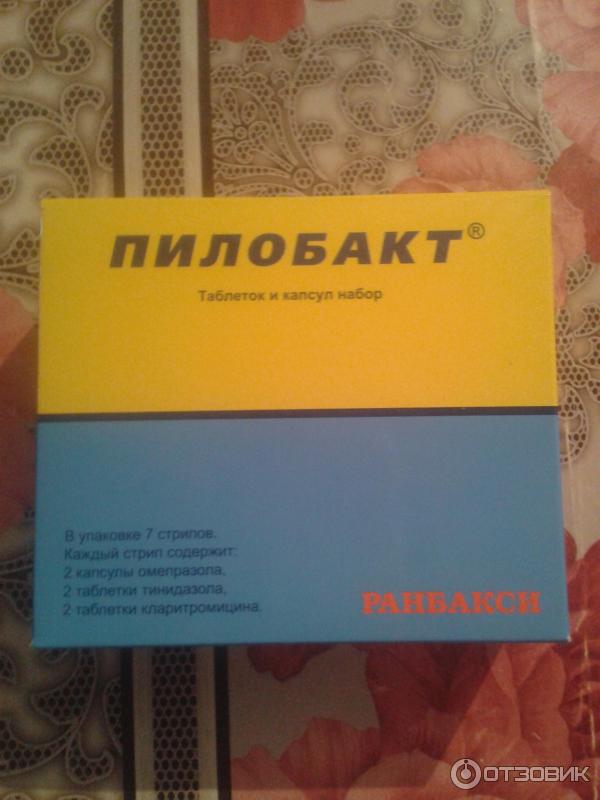 ПИЛОБАКТ®
Таблеток и капсул набор
В упаковке 7 стрипов.
Каждый стрип содержит:
2 капсулы омепразола,
2 таблетки тинидазола,
2 таблетки кларитромицина.
РАНБАКСИ
ОТЗОВИК